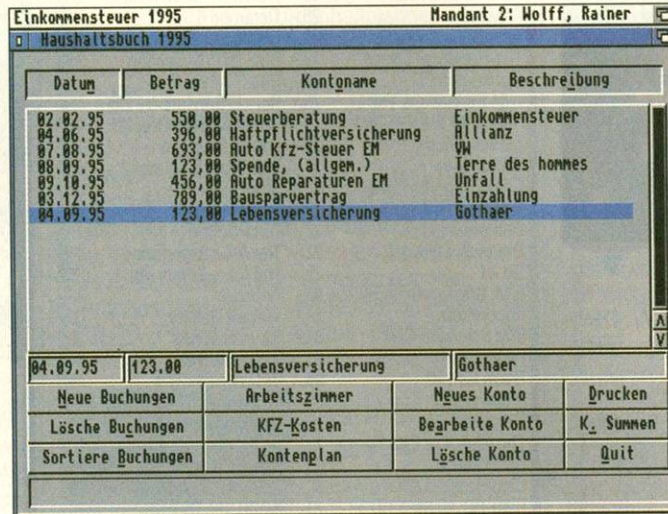 Einkommensteuer 1995 Mandant 2: Wolff, Rainer
Haushaltsbuch 1995
Datum Betrag Kontoname Beschreibung
02.02.95 550,00 Steuerberatung Einkommensteuer
04.06.95 396,00 Haftpflichtversicherung Allianz
07.08.95 693,00 Auto Kfz-Steuer EM VW
08.09.95 123,00 Spende, (allgem.) Terre des hommes
09.10.95 456,00 Auto Reparaturen EM Unfall
03.12.95 789,00 Bausparvertrag Einzahlung
04.09.95 123,00 Lebensversicherung Gothaer
04.09.95 123.00 Lebensversicherung Gothaer
Neue Buchungen Arbeitszimmer Neues Konto Drucken
Lösche Buchungen KFZ-Kosten Bearbeite Konto K. Summen
Sortiere Buchungen Kontenplan Lösche Konto Quit